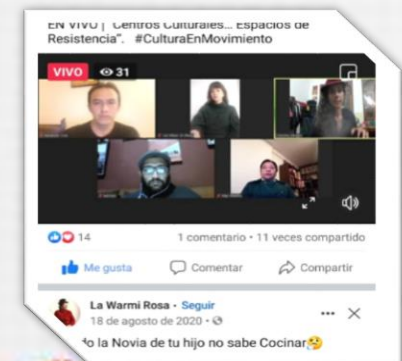 EN VIVO | "Centros Culturales... Espacios de
Resistencia". #CulturaEnMovimiento
VIVO 31
14 1 comentario • 11 veces compartido
Me gusta Comentar Compartir
La Warmi Rosa • Seguir
18 de agosto de 2020 •
la Novia de tu hijo no sabe Cocinar🤔